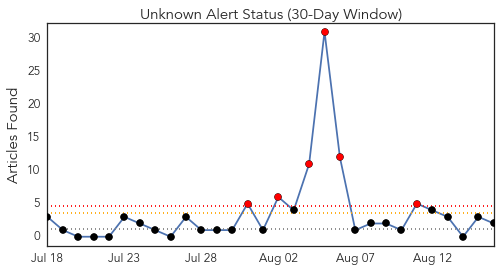 Unknown Alert Status (30-Day Window)
Articles Found
30
25
20
15
10
5
0
Jul 18 Jul 23 Jul 28 Aug 02 Aug 07 Aug 12